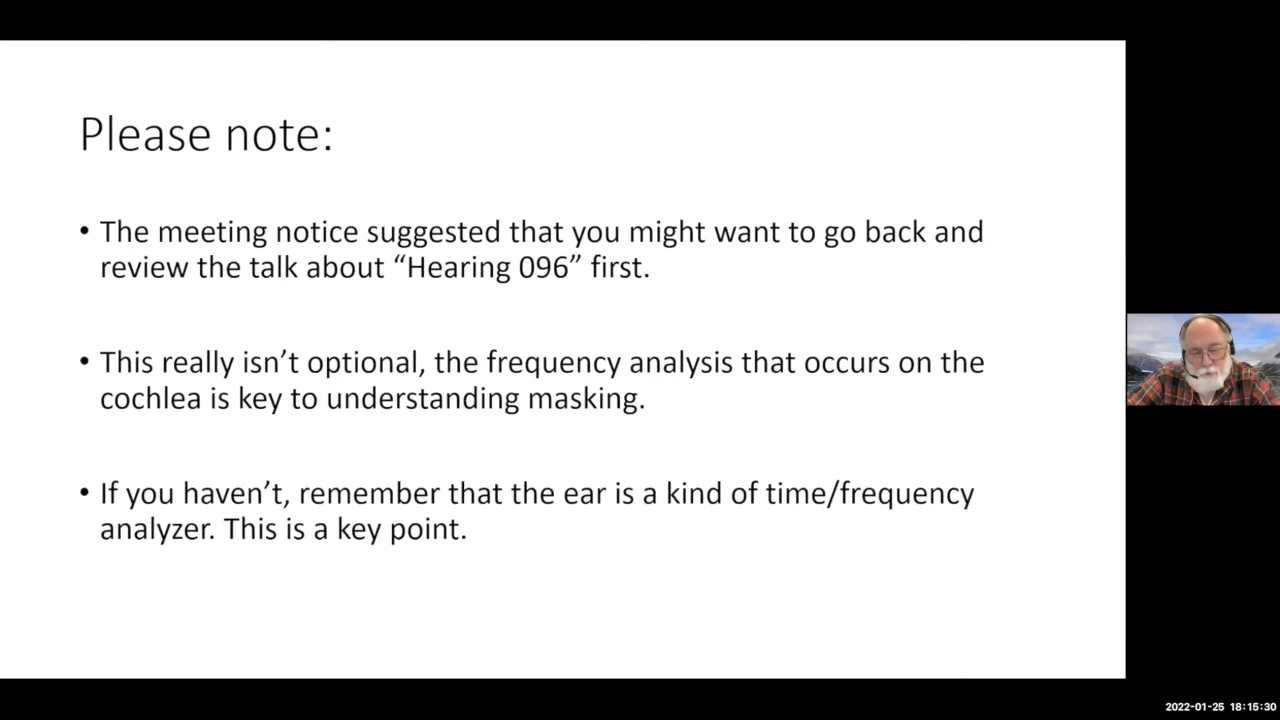 Please note:
• The meeting notice suggested that you might want to go back and
review the talk about “Hearing 096” first.
• This really isn’t optional, the frequency analysis that occurs on the
cochlea is key to understanding masking.
• If you haven’t, remember that the ear is a kind of time/frequency
analyzer. This is a key point.
2022-01-25 18:15:30